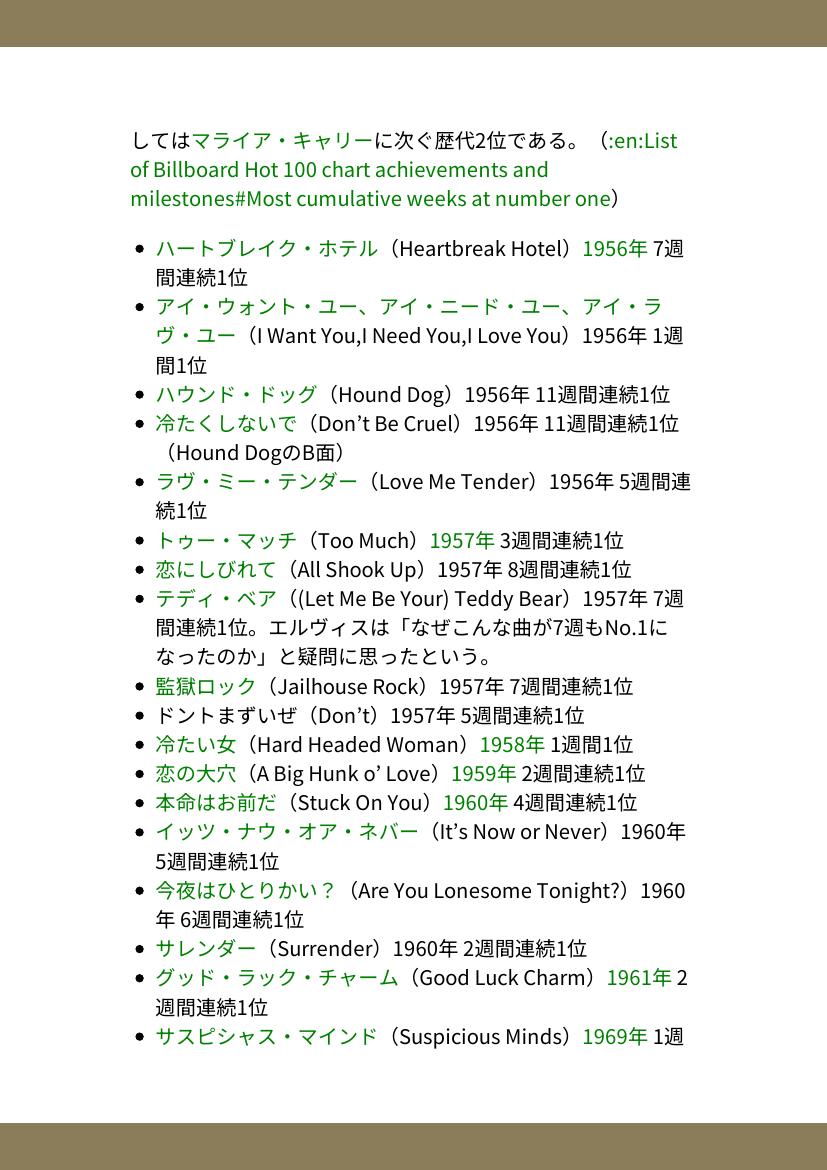 してはマライア・キャリーに次ぐ歴代2位である。（:en:List
of Billboard Hot 100 chart achievements and
milestones#Most cumulative weeks at number one）
• ハートブレイク・ホテル（Heartbreak Hotel）1956年 7週
間連続1位
• アイ・ウォント・ユー、アイ・ニード・ユー、アイ・ラ
ヴ・ユー（I Want You,I Need You,I Love You）1956年 1週
間1位
• ハウンド・ドッグ（Hound Dog）1956年 11週間連続1位
• 冷たくしないで（Don’t Be Cruel）1956年 11週間連続1位
（Hound DogのB面）
• ラヴ・ミー・テンダー（Love Me Tender）1956年 5週間連
続1位
• トゥー・マッチ（Too Much）1957年 3週間連続1位
• 恋にしびれて（All Shook Up）1957年 8週間連続1位
• テディ・ベア（(Let Me Be Your) Teddy Bear）1957年 7週
間連続1位。エルヴィスは「なぜこんな曲が7週もNo.1に
なったのか」と疑問に思ったという。
• 監獄ロック（Jailhouse Rock）1957年 7週間連続1位
• ドントまずいぜ（Don’t）1957年 5週間連続1位
• 冷たい女（Hard Headed Woman）1958年 1週間1位
• 恋の大穴（A Big Hunk o’ Love）1959年 2週間連続1位
• 本命はお前だ（Stuck On You）1960年 4週間連続1位
• イッツ・ナウ・オア・ネバー（It’s Now or Never）1960年
5週間連続1位
• 今夜はひとりかい？（Are You Lonesome Tonight?）1960
年 6週間連続1位
• サレンダー（Surrender）1960年 2週間連続1位
• グッド・ラック・チャーム（Good Luck Charm）1961年 2
週間連続1位
• サスピシャス・マインド（Suspicious Minds）1969年 1週